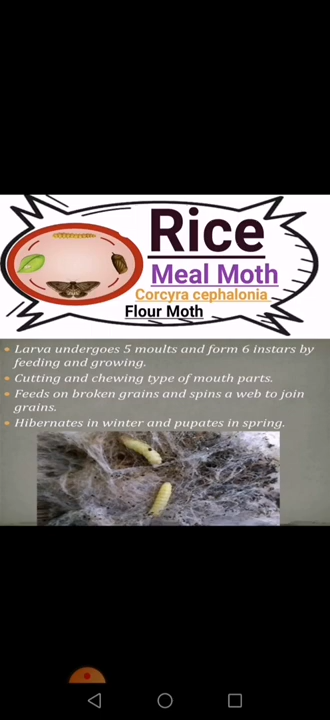 Rice
Meal Moth
Corcyra cephalonia
Flour Moth
Larva undergoes 5 moults and form 6 instars by
feeding and growing.
Cutting and chewing type of mouth parts.
Feeds on broken grains and spins a web to join
grains.
Hibernates in winter and pupates in spring.